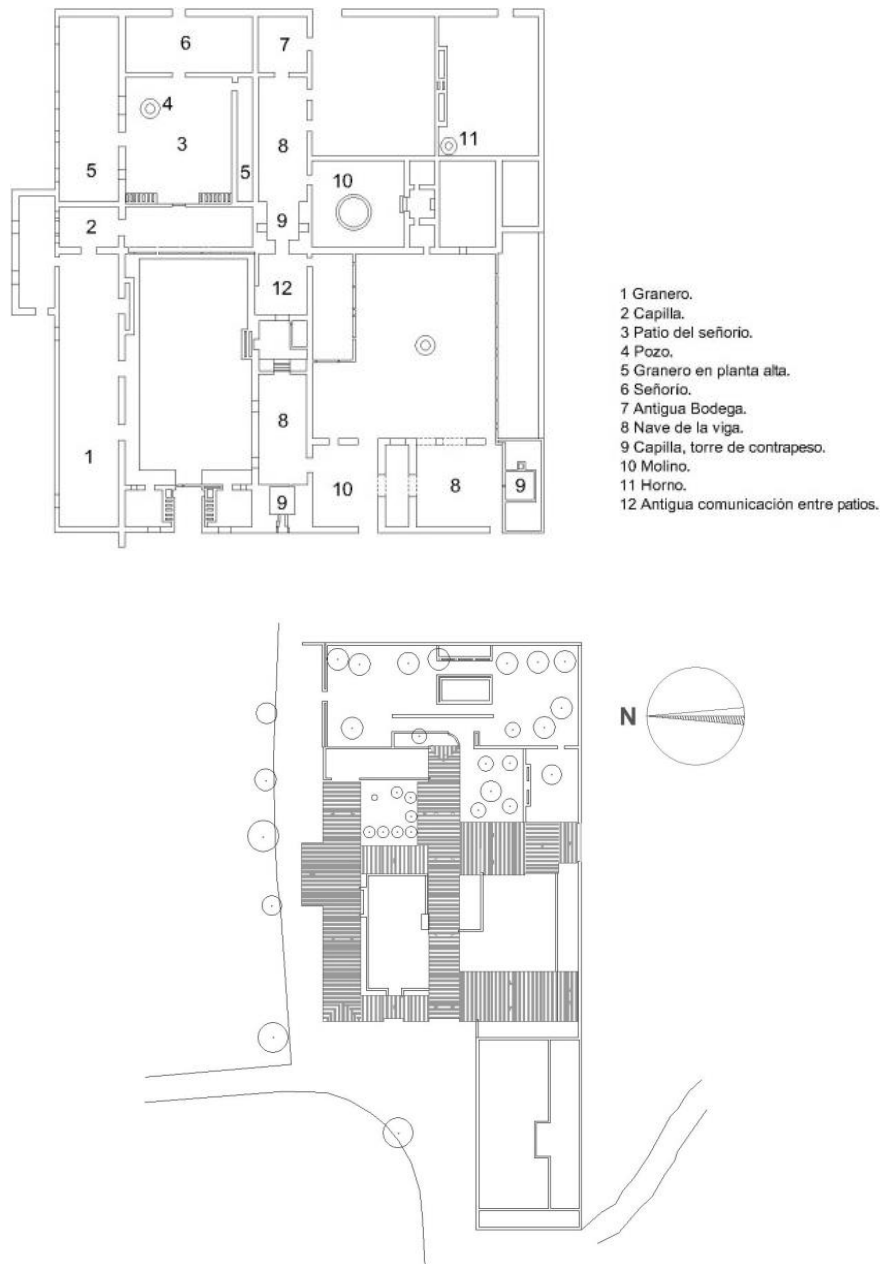 6
7
4
3
8
11
5
5
10
2
9
12
1
8
10
8
9
9
1 Granero.
2 Capilla.
3 Patio del señorío.
4 Pozo.
5 Granero en planta alta.
6 Señorío.
7 Antigua Bodega.
8 Nave de la viga.
9 Capilla, torre de contrapeso.
10 Molino.
11 Horno.
12 Antigua comunicación entre patios.
N